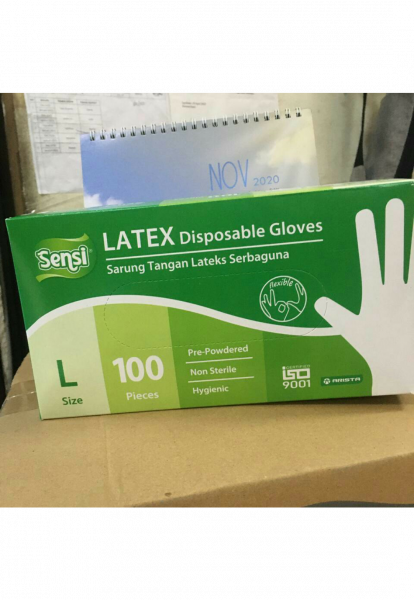 NOV 2020
Sensi
LATEX Disposable Gloves
Sarung Tangan Lateks Serbaguna
flexible
L
Size
100
Pieces
Pre-Powdered
Non Sterile
Hygienic
ISO
9001
ARISTA